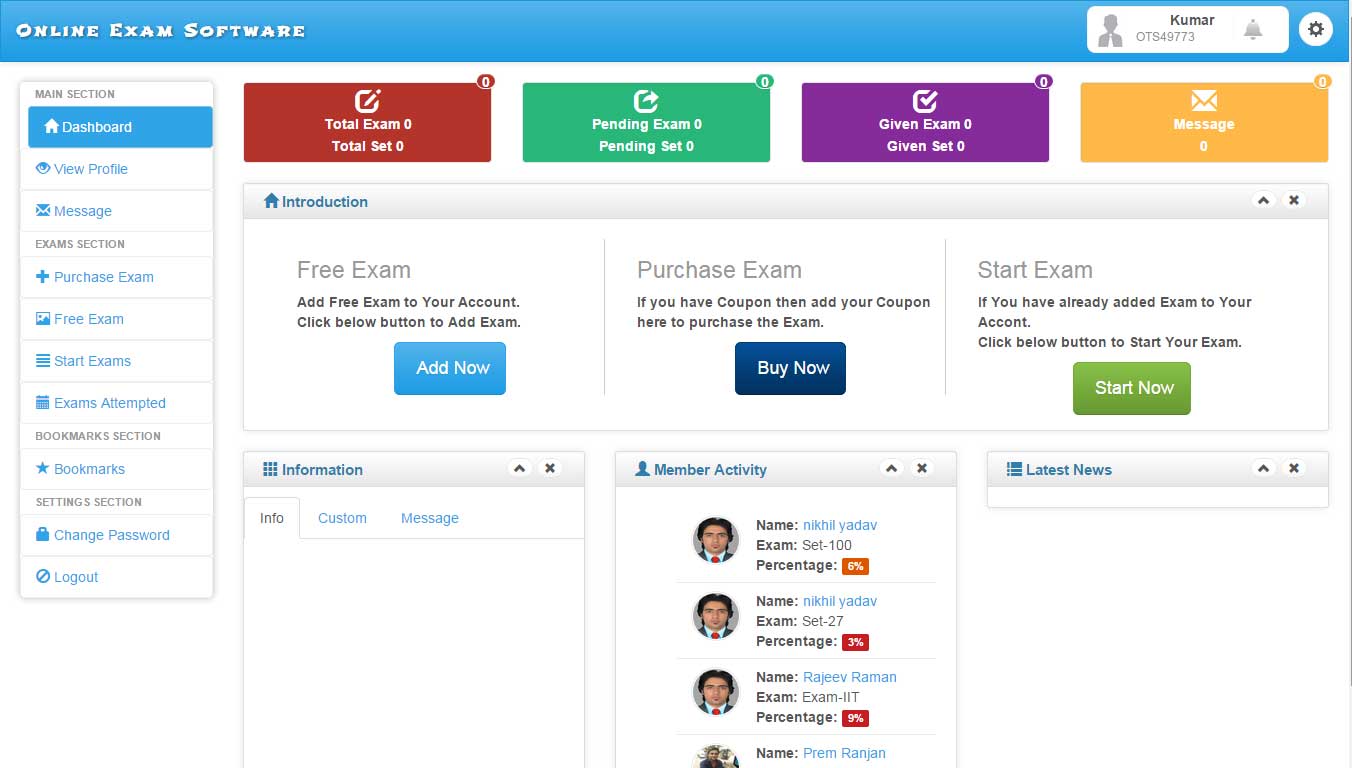 Online Exam Software
Kumar
OTS49773
MAIN SECTION
Dashboard
View Profile
Message
EXAMS SECTION
Purchase Exam
Free Exam
Start Exams
Exams Attempted
BOOKMARKS SECTION
Bookmarks
SETTINGS SECTION
Change Password
Logout
0
Total Exam 0
Total Set 0
0
Pending Exam 0
Pending Set 0
0
Given Exam 0
Given Set 0
0
Message
0
Introduction
Free Exam
Add Free Exam to Your Account.
Click below button to Add Exam.
Add Now
Purchase Exam
If you have Coupon then add your Coupon
here to purchase the Exam.
Buy Now
Start Exam
If You have already added Exam to Your
Accont.
Click below button to Start Your Exam.
Start Now
Information
Info Custom Message
Member Activity
Name: nikhil yadav
Exam: Set-100
Percentage: 6%
Name: nikhil yadav
Exam: Set-27
Percentage: 3%
Name: Rajeev Raman
Exam: Exam-IIT
Percentage: 9%
Name: Prem Ranjan
Latest News